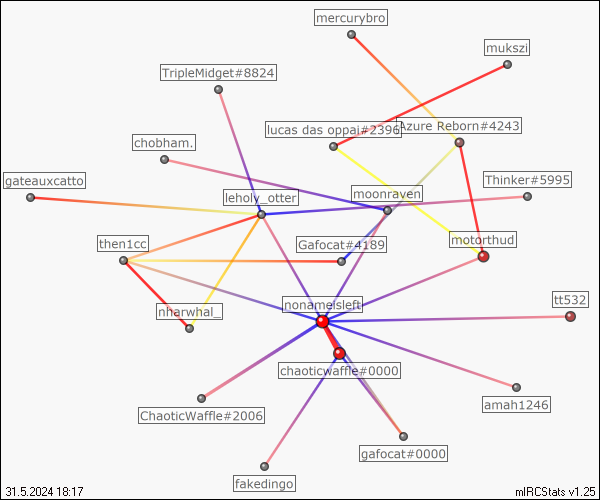 mercurybro
mukszi
TripleMidget#8824
lucas das oppai#2396
Azure Reborn#4243
chobham.
gateauxcatto
Thinker#5995
leholy_otter
moonraven
then1cc
Gafocat#4189
motorthud
nonameisleft
tt532
nharwhal_
chaoticwaffle#0000
ChaoticWaffle#2006
amah1246
gafocat#0000
fakedingo
31.5.2024 18:17
mIRCStats v1.25